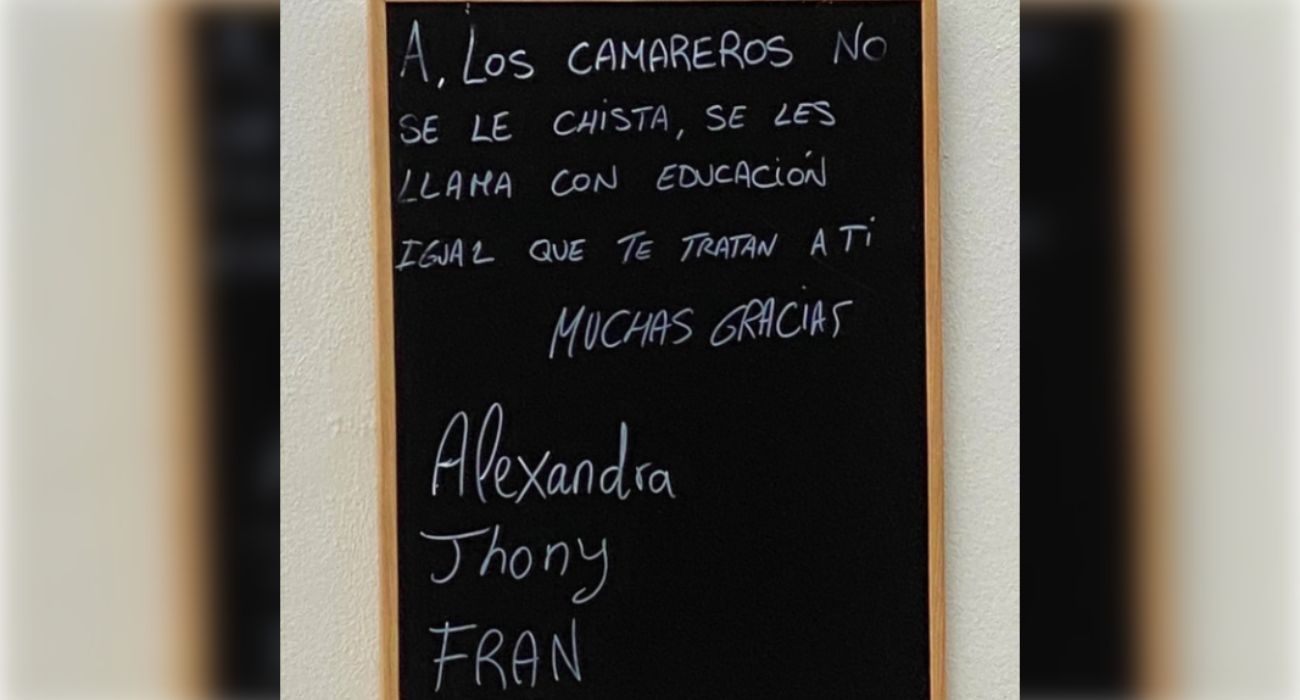 A, LOS CAMAREROS NO
SE LE CHISTA, SE LES
LLAMA CON EDUCACIÓN
IGUAL QUE TE TRATAN A TI
MUCHAS GRACIAS
Alexandra
Jhony
FRAN